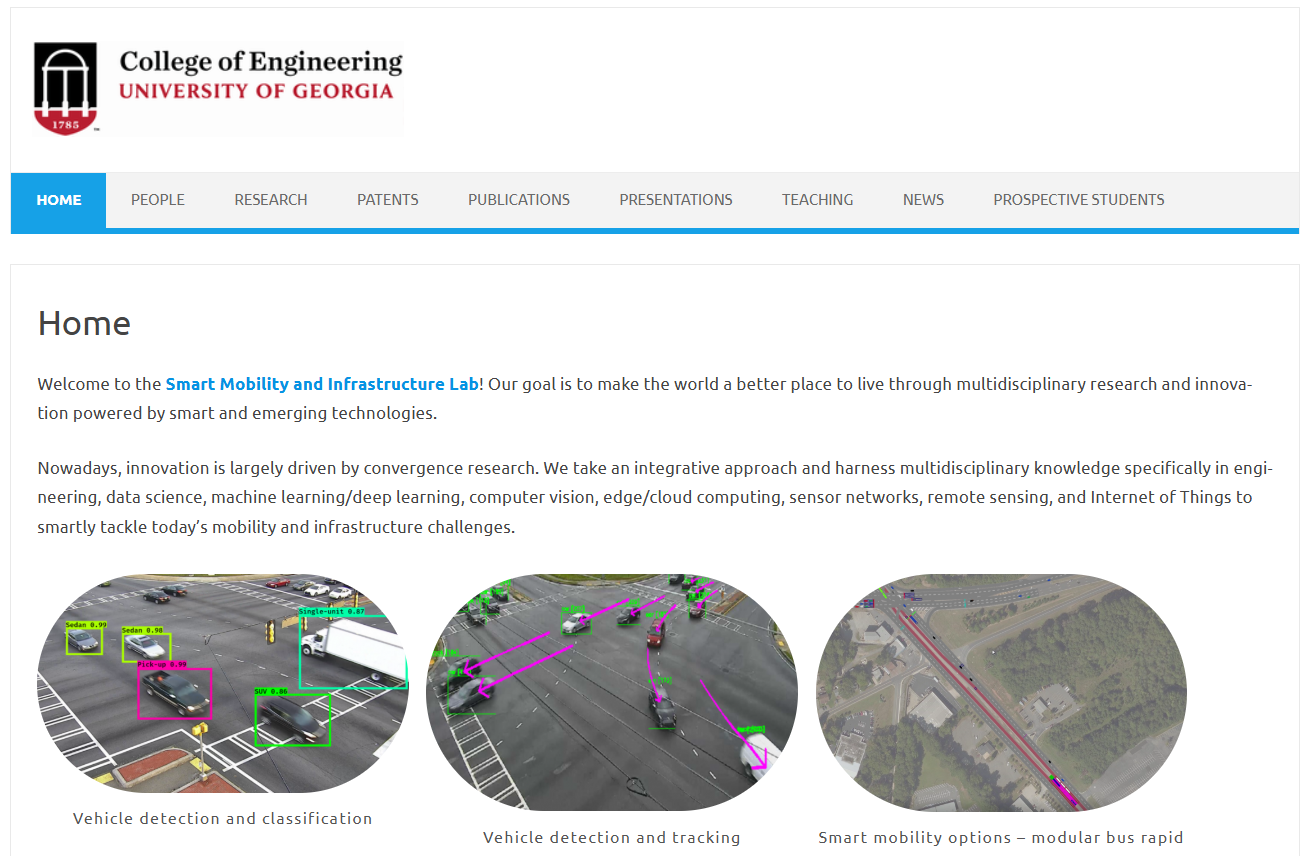 College of Engineering
UNIVERSITY OF GEORGIA
1785
HOME PEOPLE RESEARCH PATENTS PUBLICATIONS PRESENTATIONS TEACHING NEWS PROSPECTIVE STUDENTS
Home
Welcome to the Smart Mobility and Infrastructure Lab! Our goal is to make the world a better place to live through multidisciplinary research and innova-
tion powered by smart and emerging technologies.
Nowadays, innovation is largely driven by convergence research. We take an integrative approach and harness multidisciplinary knowledge specifically in engi-
neering, data science, machine learning/deep learning, computer vision, edge/cloud computing, sensor networks, remote sensing, and Internet of Things to
smartly tackle today's mobility and infrastructure challenges.
Single-unit 0.67
Sedan 0.99
Sedan 0.98
Pick-up 0.99
SUV 0.86
Vehicle detection and classification
Vehicle detection and tracking
Smart mobility options – modular bus rapid